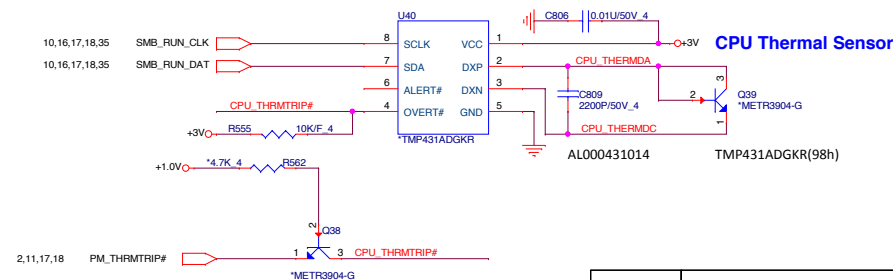 U40
C806 0.01U/50V_4
10,16,17,18,35 SMB_RUN_CLK 8 SCLK VCC 1 +3V CPU Thermal Sensor
10,16,17,18,35 SMB_RUN_DAT 7 SDA DXP 2 CPU_THERMDA
6 ALERT# DXN 3 C809 2 3 Q39
2200P/50V_4 *METR3904-G
CPU_THRMTRIP# 4 OVERT# GND 5 1
+3V R555 10K/F_4 CPU_THERMDC
*TMP431ADGKR
AL000431014 TMP431ADGKR(98h)
+1.0V *4.7K_4 R562
2 Q38
2,11,17,18 PM_THRMTRIP# 1 3 CPU_THRMTRIP#
*METR3904-G